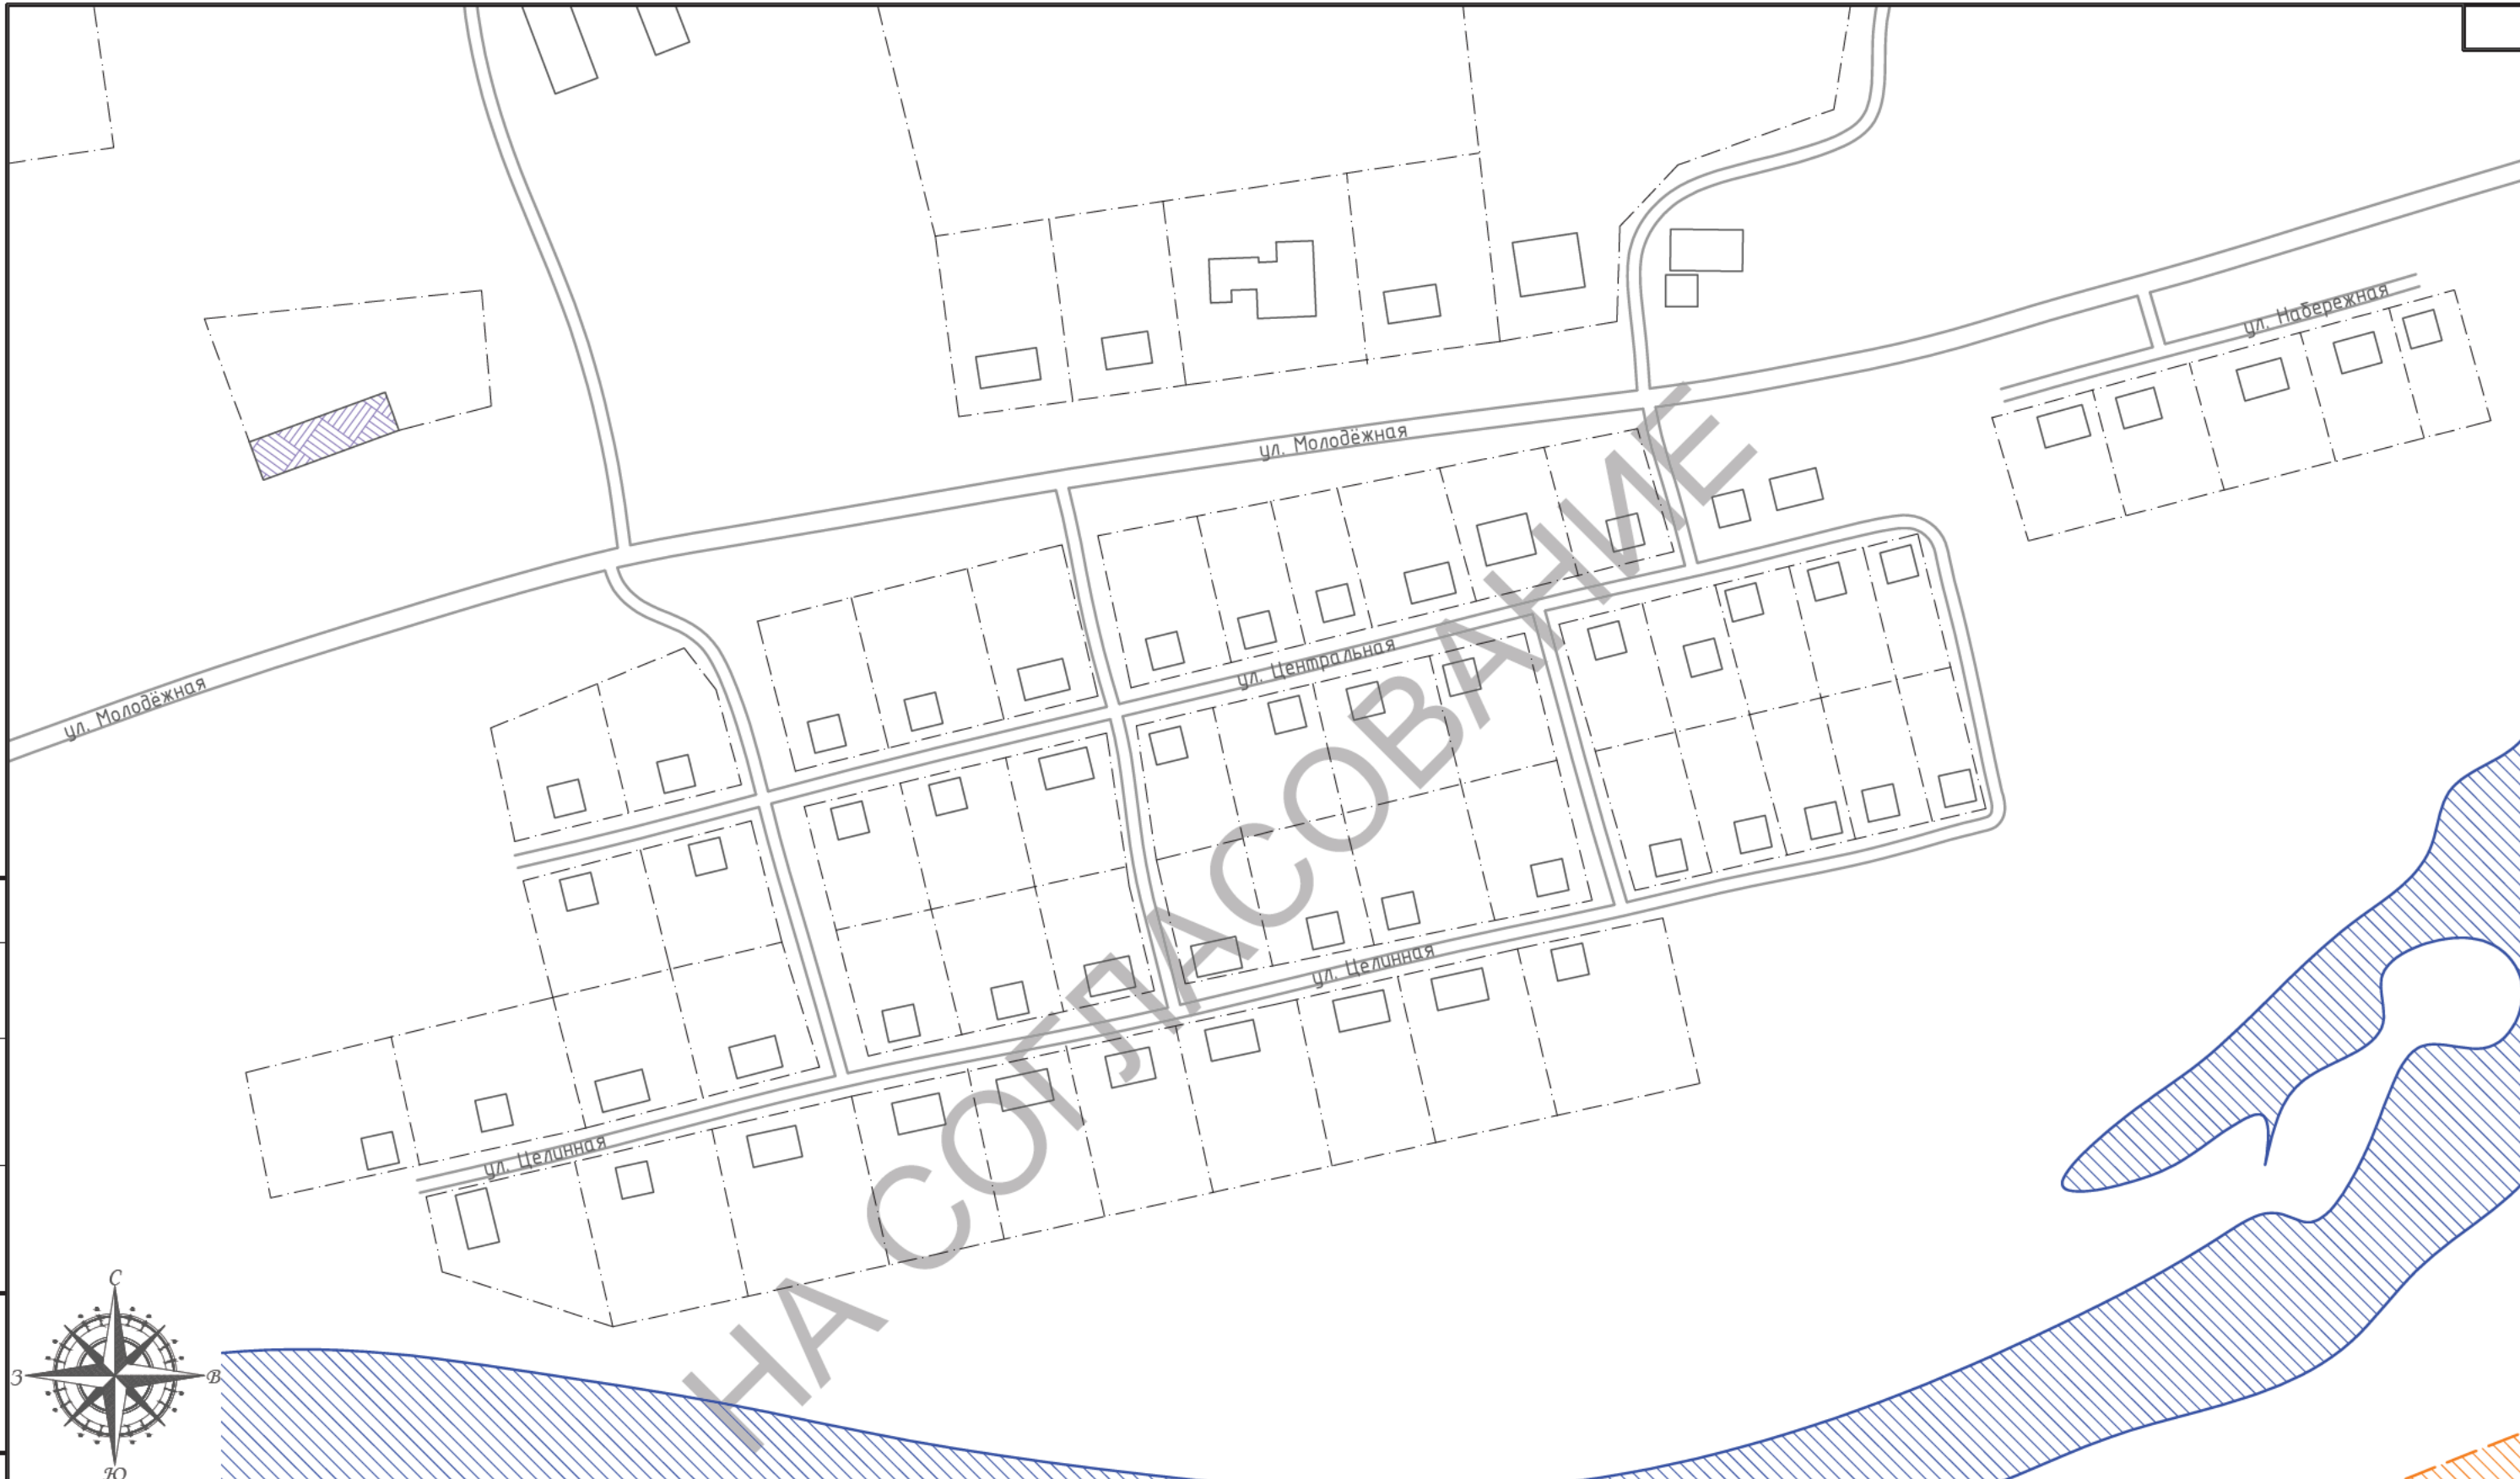 ул. Набережная
ул. Молодёжная
ул. Центральная
ул. Молодёжная
НА СОГЛАСОВАНИЕ
ул. Целинная
ул. Целинная
С
З
В
Ю